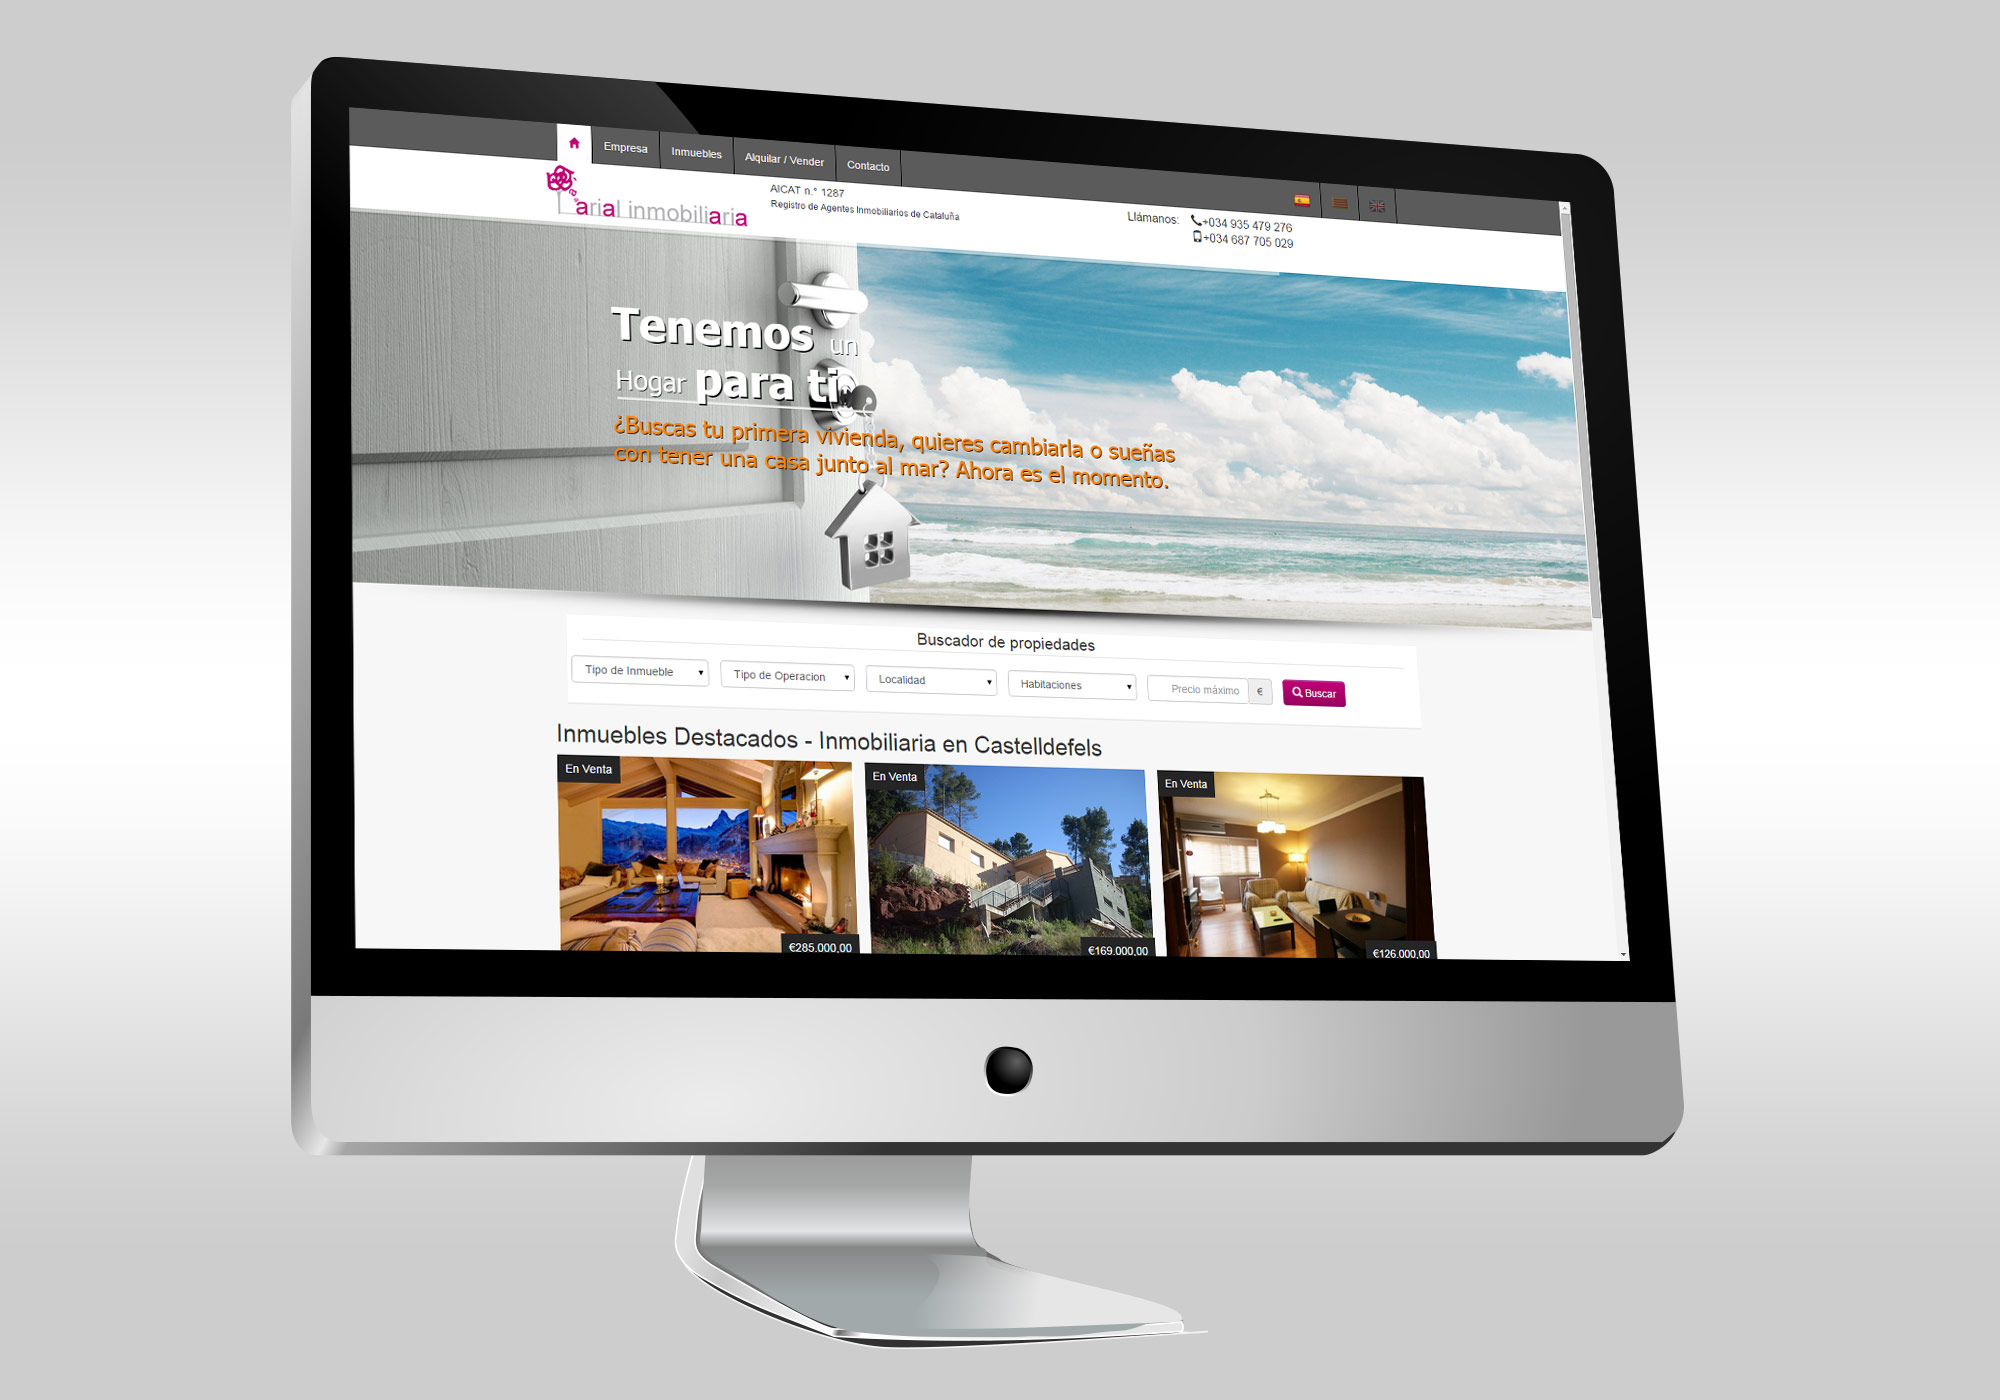 Empresa
Inmuebles
Alquilar / Vender
Contacto
arial inmobiliaria
AICAT n.° 1287
Registro de Agentes Inmobiliarios de Cataluña
Llámanos: +034 935 479 276
+034 687 705 029
Tenemos un
Hogar para ti
¿Buscas tu primera vivienda, quieres cambiarla o sueñas
con tener una casa junto al mar? Ahora es el momento.
Buscador de propiedades
Tipo de Inmueble
Tipo de Operacion
Localidad
Habitaciones
Precio máximo €
Buscar
Inmuebles Destacados - Inmobiliaria en Castelldefels
En Venta
En Venta
En Venta
€285.000,00
€169.000,00
€126.000,00